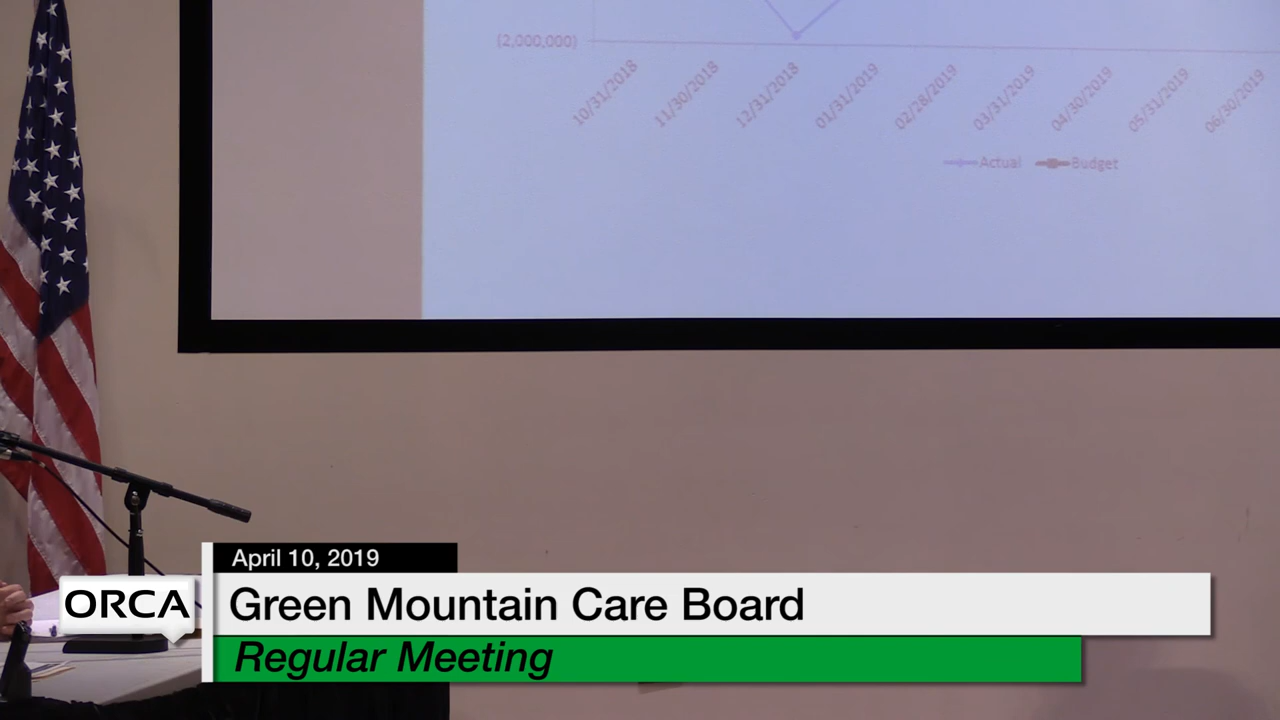 (2,000,000)
10/31/2018
11/30/2018
12/31/2018
01/31/2019
02/28/2019
03/31/2019
04/30/2019
05/31/2019
06/30/2019
Actual Budget
April 10, 2019
ORCA
Green Mountain Care Board
Regular Meeting